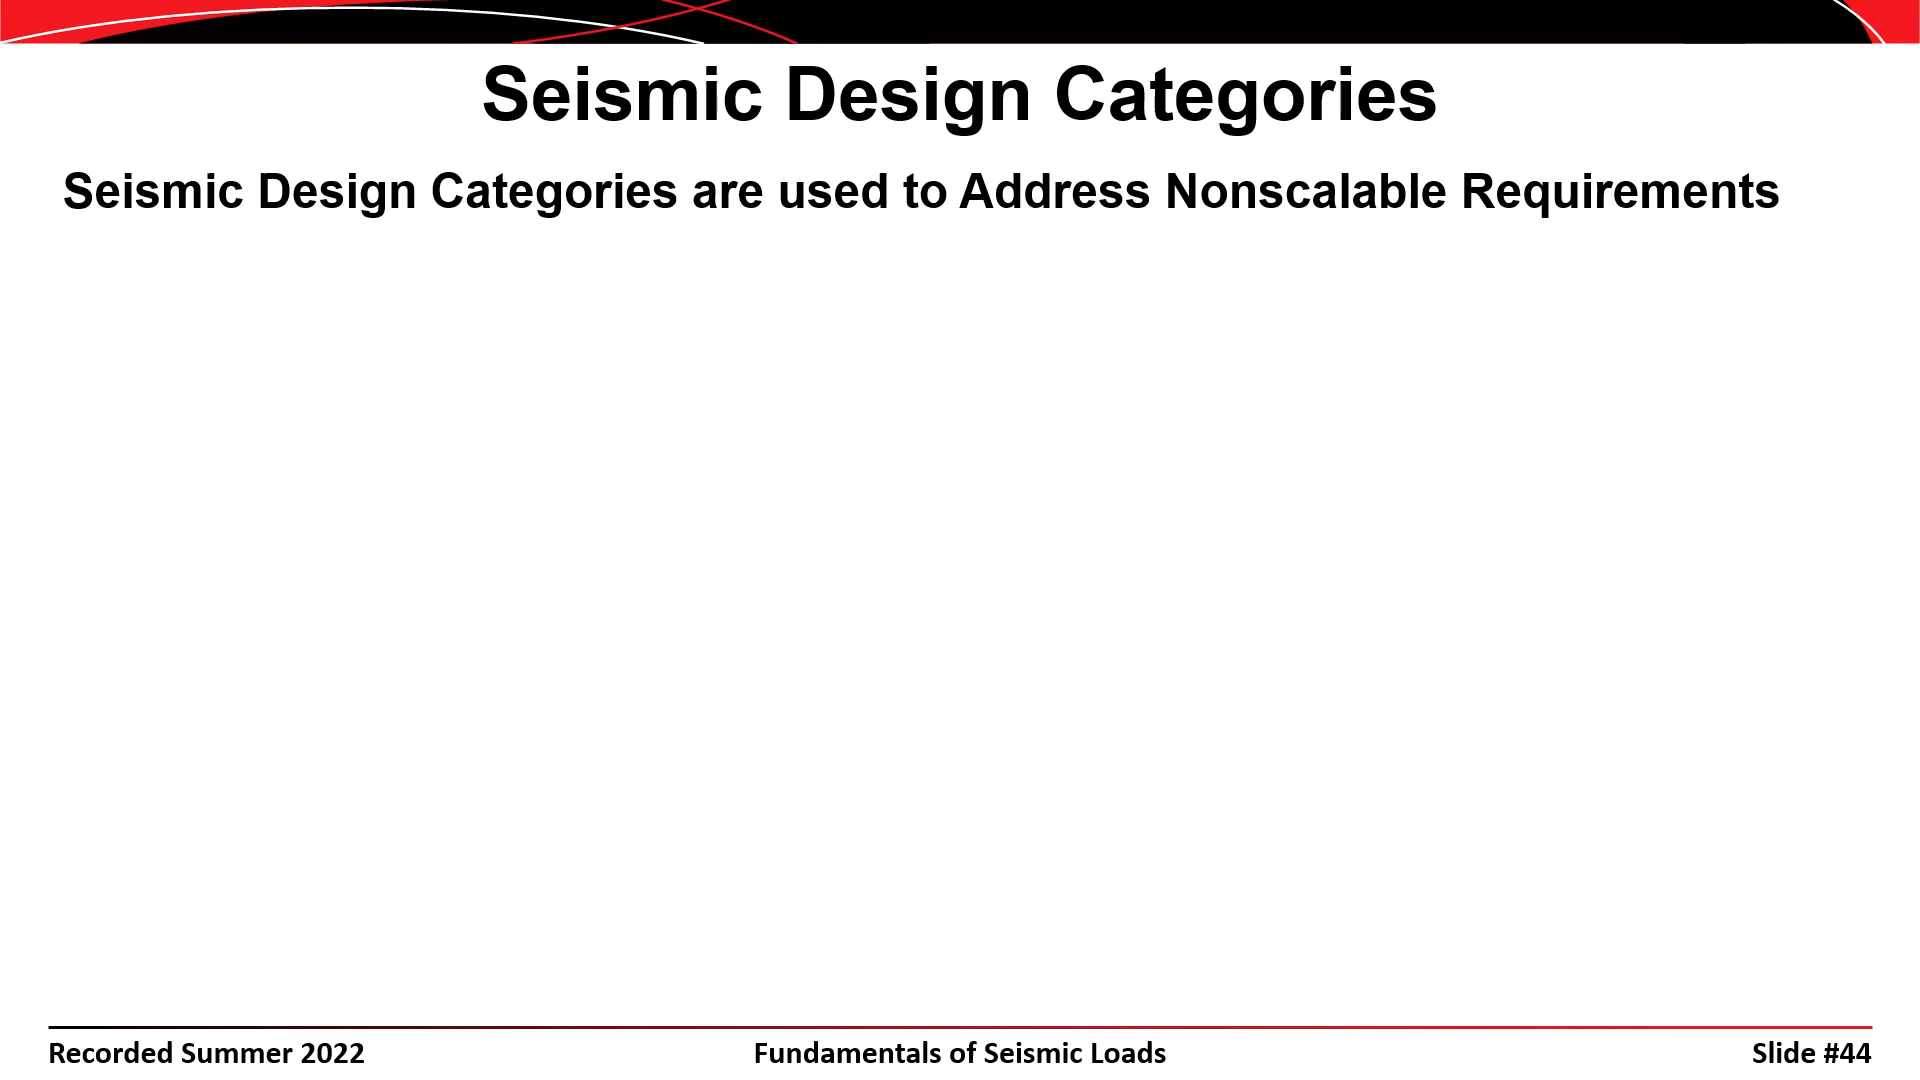 Seismic Design Categories
Seismic Design Categories are used to Address Nonscalable Requirements
Recorded Summer 2022
Fundamentals of Seismic Loads
Slide #44